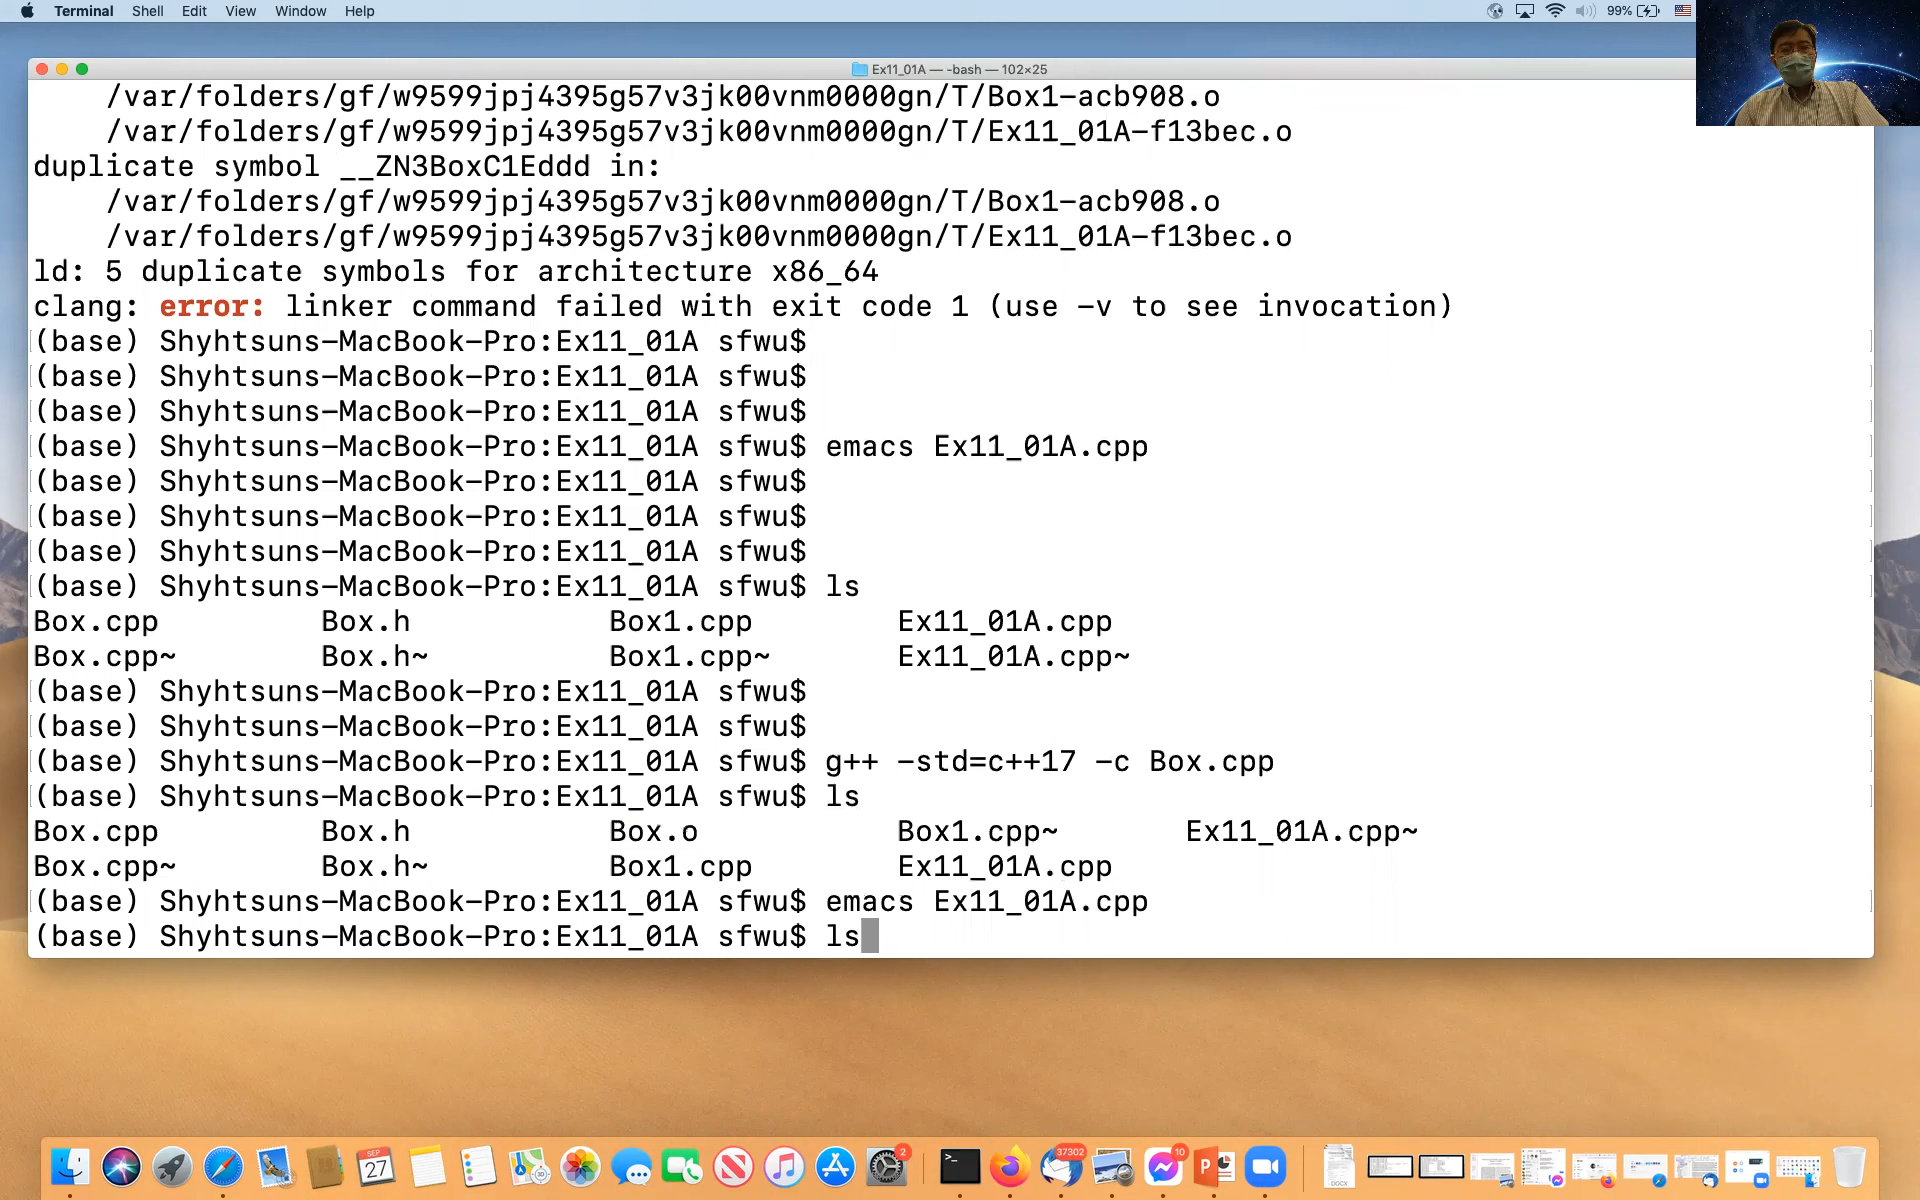 Terminal Shell Edit View Window Help 99%
Ex11_01A — -bash — 102×25
/var/folders/gf/w9599jpj4395g57v3jk00vnm0000gn/T/Box1-acb908.o
/var/folders/gf/w9599jpj4395g57v3jk00vnm0000gn/T/Ex11_01A-f13bec.o
duplicate symbol __ZN3BoxC1Eddd in:
/var/folders/gf/w9599jpj4395g57v3jk00vnm0000gn/T/Box1-acb908.o
/var/folders/gf/w9599jpj4395g57v3jk00vnm0000gn/T/Ex11_01A-f13bec.o
ld: 5 duplicate symbols for architecture x86_64
clang: error: linker command failed with exit code 1 (use -v to see invocation)
(base) Shyhtsuns-MacBook-Pro:Ex11_01A sfwu$
(base) Shyhtsuns-MacBook-Pro:Ex11_01A sfwu$
(base) Shyhtsuns-MacBook-Pro:Ex11_01A sfwu$
(base) Shyhtsuns-MacBook-Pro:Ex11_01A sfwu$ emacs Ex11_01A.cpp
(base) Shyhtsuns-MacBook-Pro:Ex11_01A sfwu$
(base) Shyhtsuns-MacBook-Pro:Ex11_01A sfwu$
(base) Shyhtsuns-MacBook-Pro:Ex11_01A sfwu$
(base) Shyhtsuns-MacBook-Pro:Ex11_01A sfwu$ ls
Box.cpp Box.h Box1.cpp Ex11_01A.cpp
Box.cpp~ Box.h~ Box1.cpp~ Ex11_01A.cpp~
(base) Shyhtsuns-MacBook-Pro:Ex11_01A sfwu$
(base) Shyhtsuns-MacBook-Pro:Ex11_01A sfwu$
(base) Shyhtsuns-MacBook-Pro:Ex11_01A sfwu$ g++ -std=c++17 -c Box.cpp
(base) Shyhtsuns-MacBook-Pro:Ex11_01A sfwu$ ls
Box.cpp Box.h Box.o Box1.cpp~ Ex11_01A.cpp~
Box.cpp~ Box.h~ Box1.cpp Ex11_01A.cpp
(base) Shyhtsuns-MacBook-Pro:Ex11_01A sfwu$ emacs Ex11_01A.cpp
(base) Shyhtsuns-MacBook-Pro:Ex11_01A sfwu$ ls
SEP 27 2 37302 10